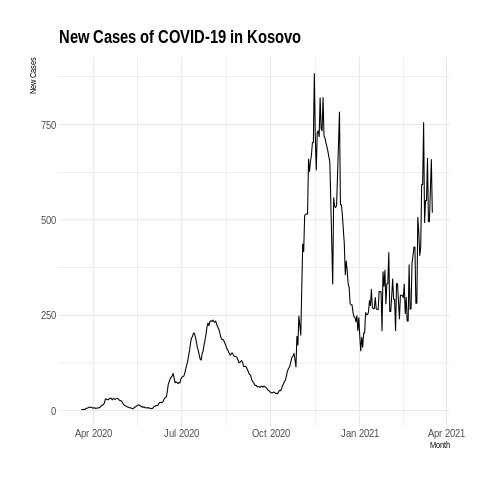 New Cases of COVID-19 in Kosovo
New Cases
750
500
250
0
Apr 2020 Jul 2020 Oct 2020 Jan 2021 Apr 2021
Month